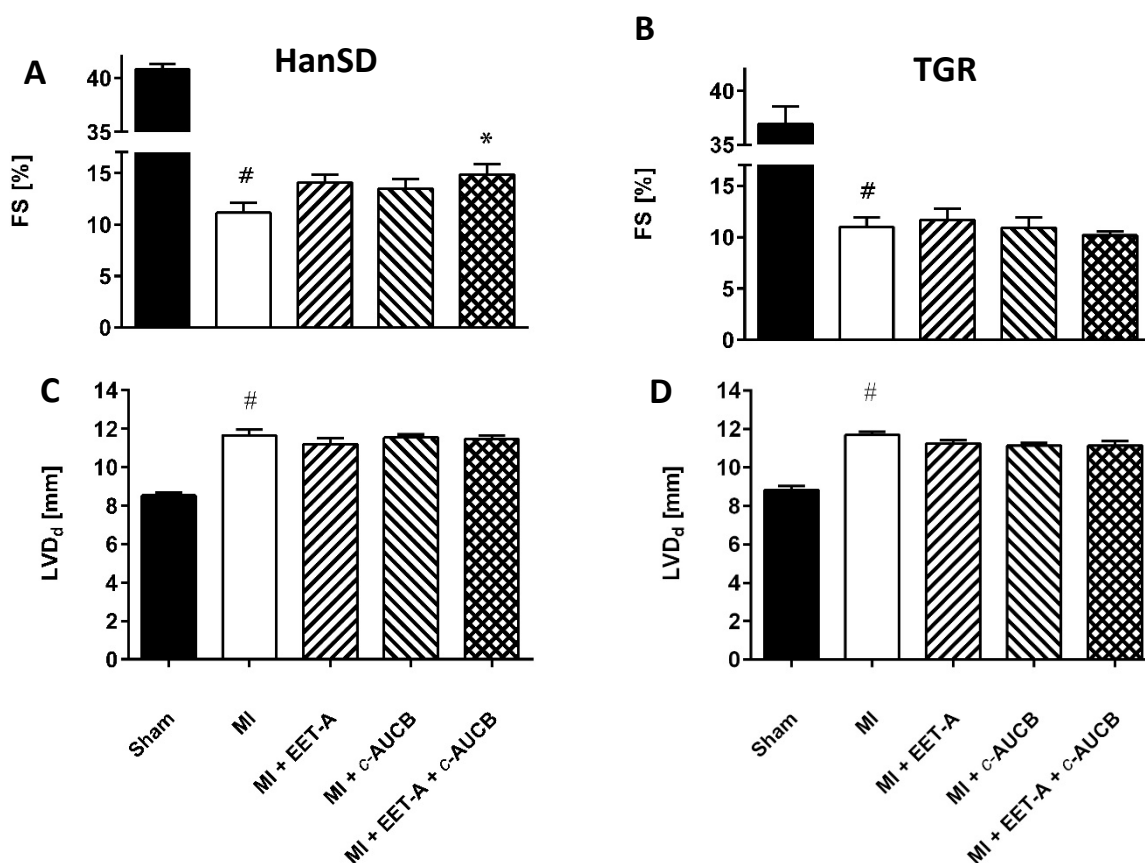 A
HanSD
FS [%]
40
35
15
10
5
0
#
*
B
TGR
FS [%]
40
35
15
10
5
0
#
C
LVDd [mm]
14
12
10
8
6
4
2
0
#
Sham
MI
MI + EET-A
MI + c-AUCB
MI + EET-A + c-AUCB
D
LVDd [mm]
14
12
10
8
6
4
2
0
#
Sham
MI
MI + EET-A
MI + c-AUCB
MI + EET-A + c-AUCB